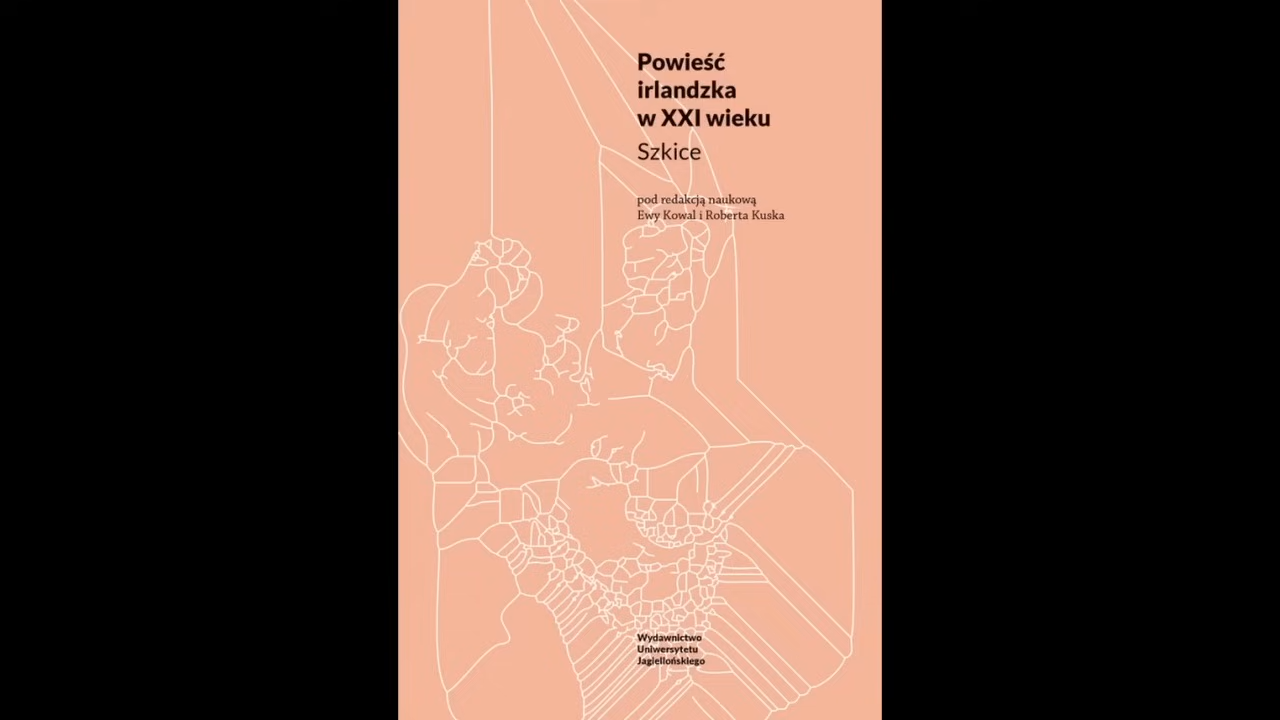 Powieść
irlandzka
w XXI wieku
Szkice
pod redakcją naukową
Ewy Kowal i Roberta Kuska
Wydawnictwo
Uniwersytetu
Jagiellońskiego